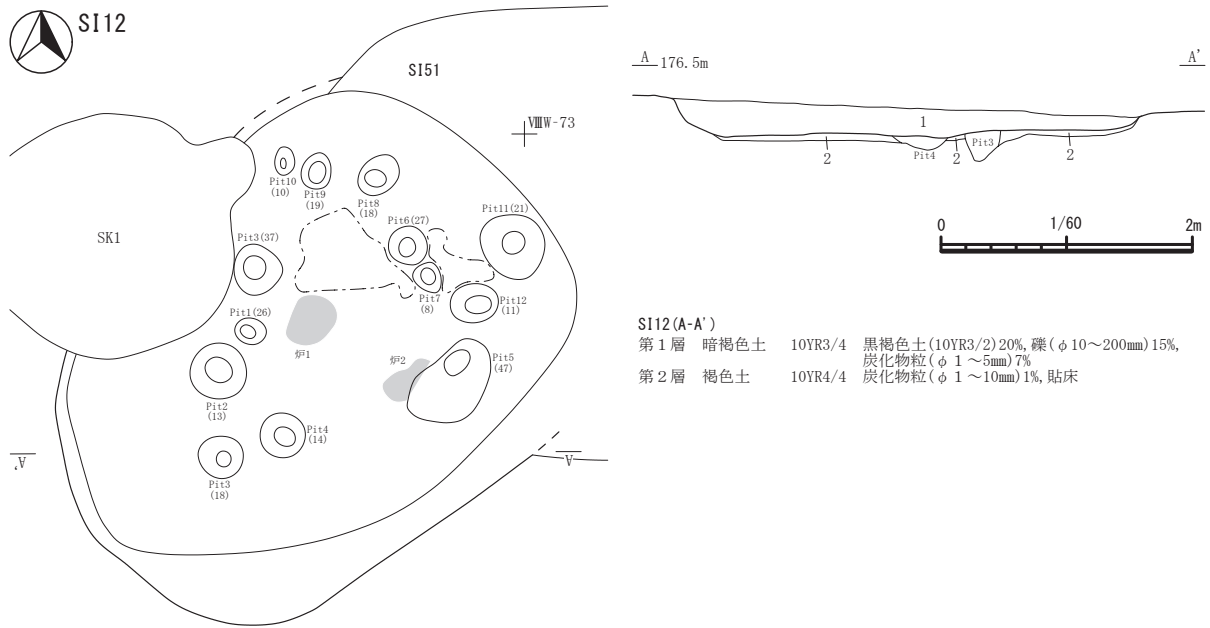 SI12
SI51
ⅧW-73
SK1
Pit10
(10)
Pit9
(19)
Pit8
(18)
Pit3(37)
Pit6(27)
Pit11(21)
Pit7
(8)
Pit12
(11)
Pit1(26)
炉1
炉2
Pit5
(47)
Pit2
(13)
Pit4
(14)
Pit3
(18)
A'
A
A 176.5m
A'
1
2
Pit4
2
Pit3
2
0 1/60 2m
SI12(A-A')
第1層 暗褐色土 10YR3/4 黒褐色土(10YR3/2)20%,礫(φ10～200mm)15%,
炭化物粒(φ1～5mm)7%
第2層 褐色土 10YR4/4 炭化物粒(φ1～10mm)1%,貼床